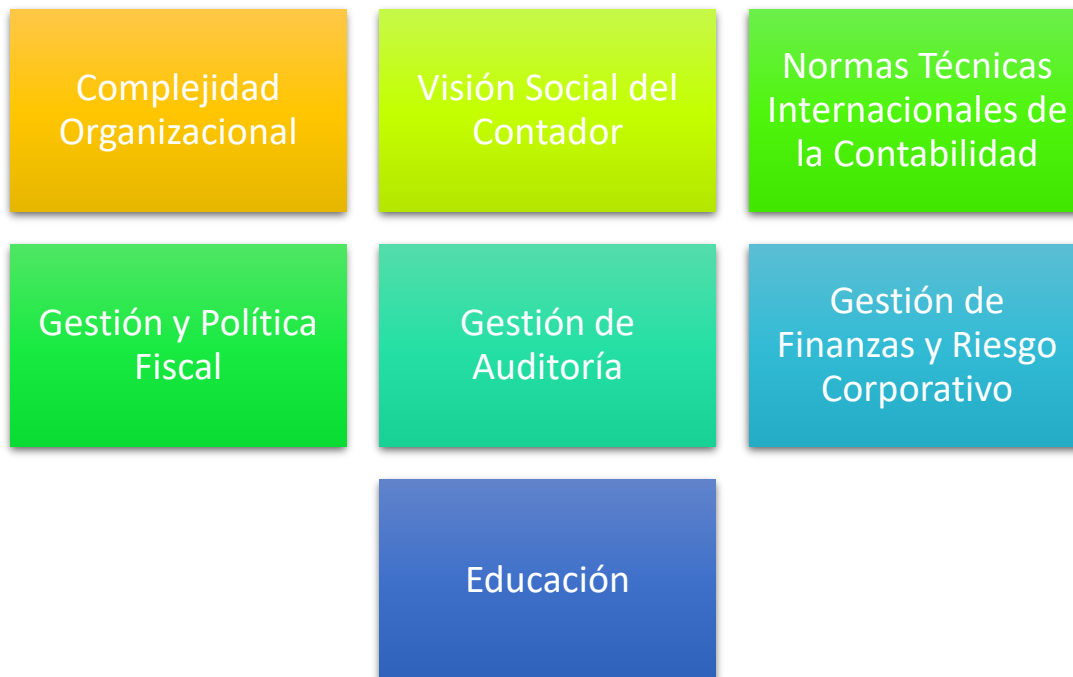 Complejidad
Organizacional
Visión Social del
Contador
Normas Técnicas
Internacionales de
la Contabilidad
Gestión y Política
Fiscal
Gestión de
Auditoría
Gestión de
Finanzas y Riesgo
Corporativo
Educación